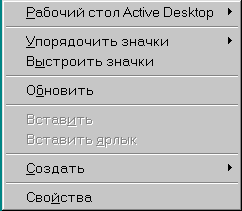 Рабочий стол Active Desktop
Упорядочить значки
Выстроить значки
Обновить
Вставить
Вставить ярлык
Создать
Свойства